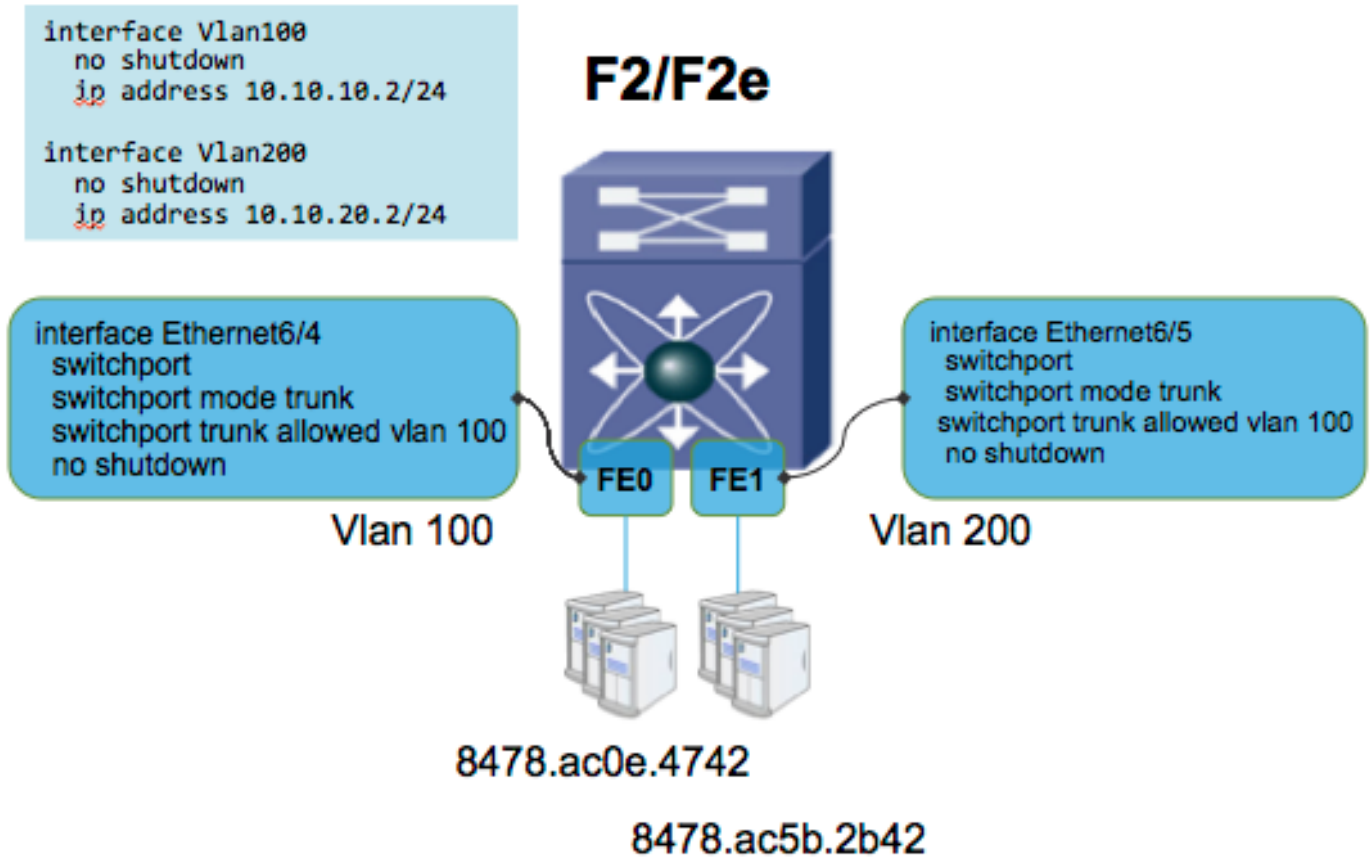 interface Vlan100
no shutdown
ip address 10.10.10.2/24
interface Vlan200
no shutdown
ip address 10.10.20.2/24
F2/F2e
interface Ethernet6/4
switchport
switchport mode trunk
switchport trunk allowed vlan 100
no shutdown
interface Ethernet6/5
switchport
switchport mode trunk
switchport trunk allowed vlan 100
no shutdown
FE0
FE1
Vlan 100
Vlan 200
8478.ac0e.4742
8478.ac5b.2b42